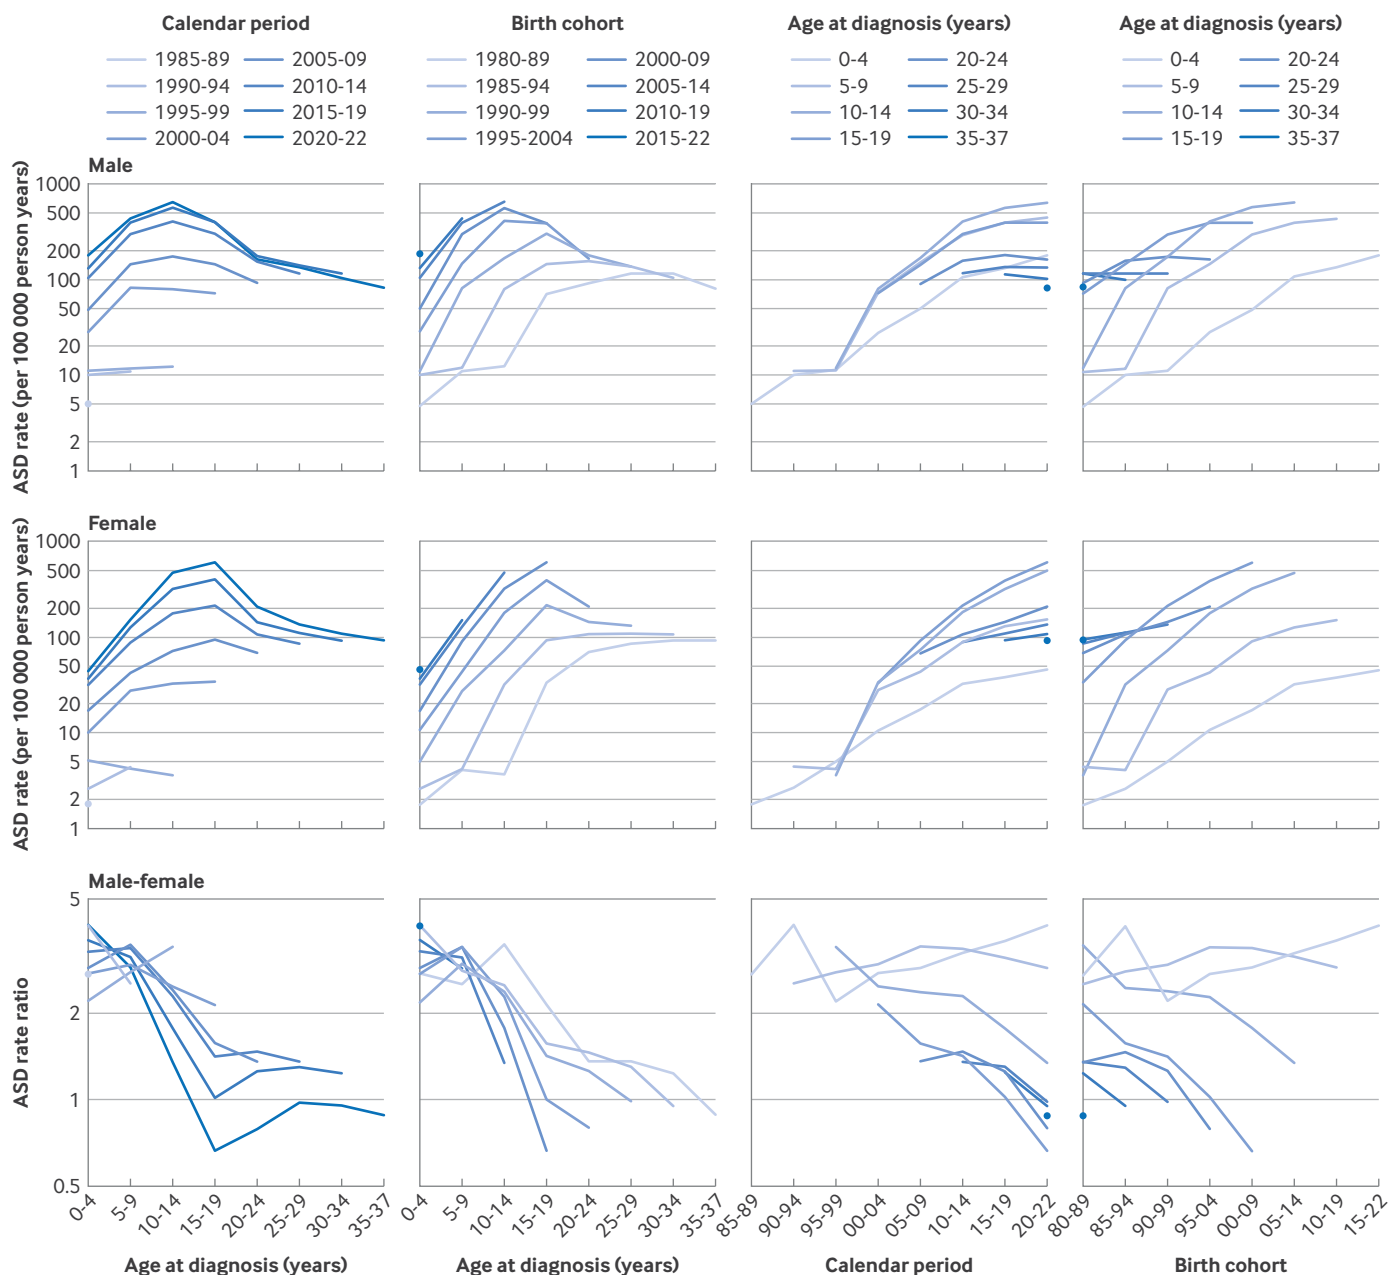 Calendar period
Birth cohort
Age at diagnosis (years)
Age at diagnosis (years)
1985-89 2005-09
1990-94 2010-14
1995-99 2015-19
2000-04 2020-22
1980-89 2000-09
1985-94 2005-14
1990-99 2010-19
1995-2004 2015-22
0-4 20-24
5-9 25-29
10-14 30-34
15-19 35-37
0-4 20-24
5-9 25-29
10-14 30-34
15-19 35-37
Male
ASD rate (per 100 000 person years)
1000
500
200
100
50
20
10
5
2
1
Female
ASD rate (per 100 000 person years)
1000
500
200
100
50
20
10
5
2
1
Male-female
ASD rate ratio
5
2
1
0.5
0-4 5-9 10-14 15-19 20-24 25-29 30-34 35-37
Age at diagnosis (years)
0-4 5-9 10-14 15-19 20-24 25-29 30-34 35-37
Age at diagnosis (years)
85-89 90-94 95-99 00-04 05-09 10-14 15-19 20-22
Calendar period
80-89 85-94 90-99 95-04 00-09 05-14 10-19 15-22
Birth cohort